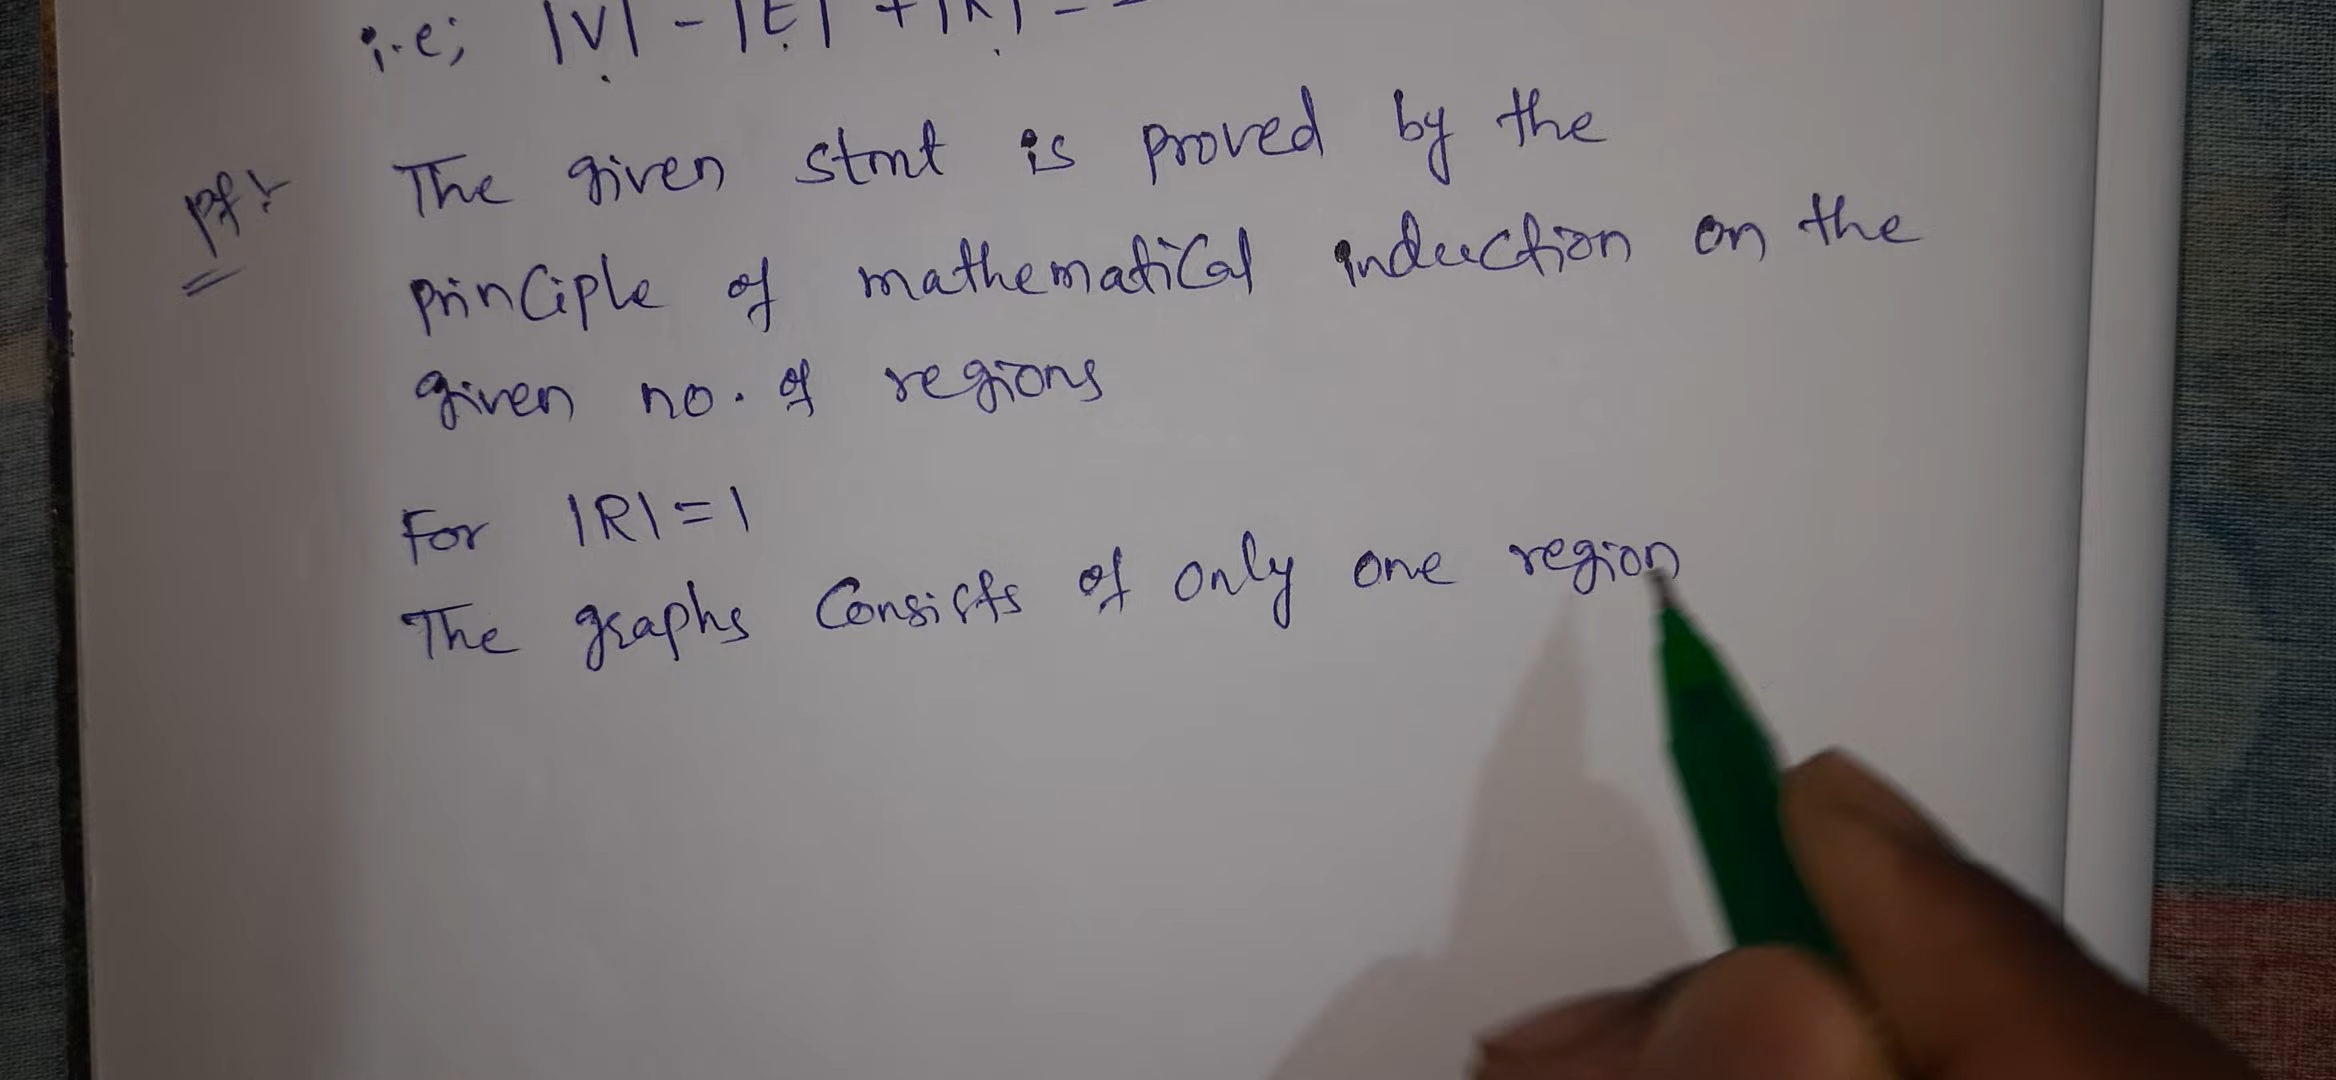 i.e; |V| - |E| + |R| =
Pf:- The given stmt is proved by the
principle of mathematical induction on the
given no. of regions
For |R| = 1
The graphs Consists of only one region